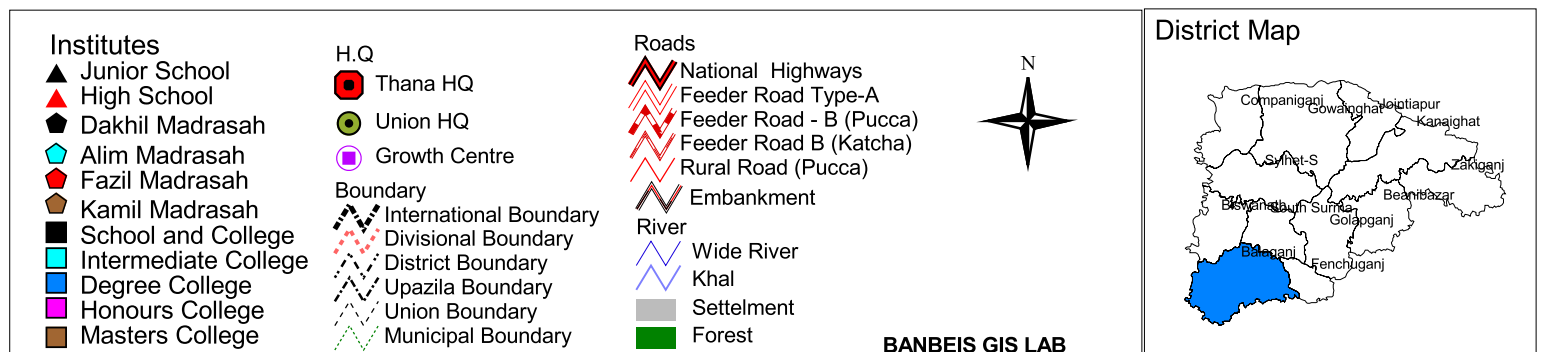 Institutes
Junior School
High School
Dakhil Madrasah
Alim Madrasah
Fazil Madrasah
Kamil Madrasah
School and College
Intermediate College
Degree College
Honours College
Masters College
H.Q
Thana HQ
Union HQ
Growth Centre
Boundary
International Boundary
Divisional Boundary
District Boundary
Upazila Boundary
Union Boundary
Municipal Boundary
Roads
National Highways
Feeder Road Type-A
Feeder Road - B (Pucca)
Feeder Road B (Katcha)
Rural Road (Pucca)
Embankment
River
Wide River
Khal
Settelment
Forest
N
BANBEIS GIS LAB
District Map
Companiganj
Gowainghat
Jointiapur
Kanaighat
Sylhet-S
Zakiganj
Beanibazar
Biswanath
South Surma
Golapganj
Balaganj
Fenchuganj